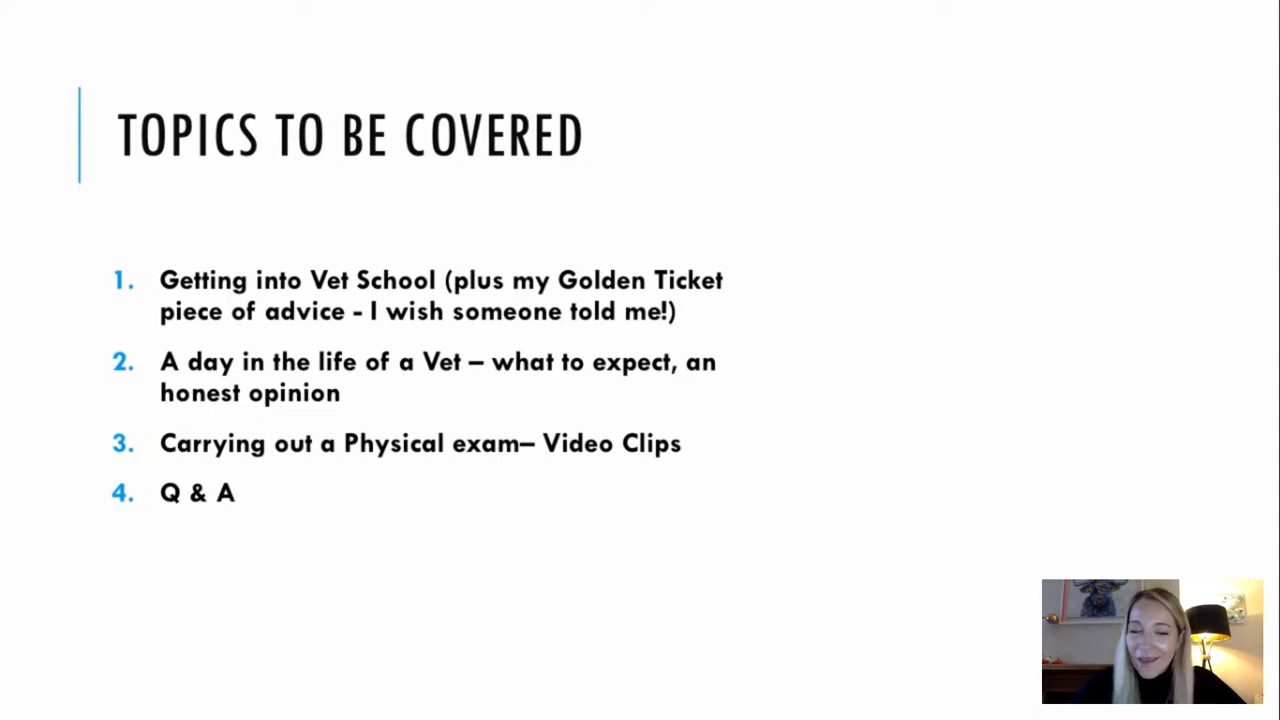 TOPICS TO BE COVERED
1. Getting into Vet School (plus my Golden Ticket
piece of advice - I wish someone told me!)
2. A day in the life of a Vet – what to expect, an
honest opinion
3. Carrying out a Physical exam– Video Clips
4. Q & A